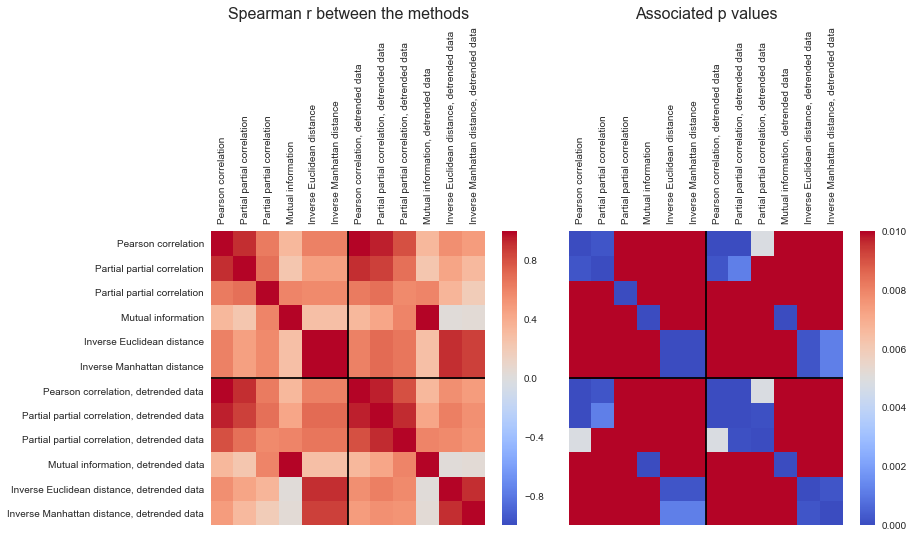 Spearman r between the methods
Associated p values
Pearson correlation
Partial partial correlation
Partial partial correlation
Mutual information
Inverse Euclidean distance
Inverse Manhattan distance
Pearson correlation, detrended data
Partial partial correlation, detrended data
Partial partial correlation, detrended data
Mutual information, detrended data
Inverse Euclidean distance, detrended data
Inverse Manhattan distance, detrended data
Pearson correlation
Partial partial correlation
Partial partial correlation
Mutual information
Inverse Euclidean distance
Inverse Manhattan distance
Pearson correlation, detrended data
Partial partial correlation, detrended data
Partial partial correlation, detrended data
Mutual information, detrended data
Inverse Euclidean distance, detrended data
Inverse Manhattan distance, detrended data
Pearson correlation
Partial partial correlation
Partial partial correlation
Mutual information
Inverse Euclidean distance
Inverse Manhattan distance
Pearson correlation, detrended data
Partial partial correlation, detrended data
Partial partial correlation, detrended data
Mutual information, detrended data
Inverse Euclidean distance, detrended data
Inverse Manhattan distance, detrended data
0.8
0.4
0.0
−0.4
−0.8
0.010
0.008
0.006
0.004
0.002
0.000